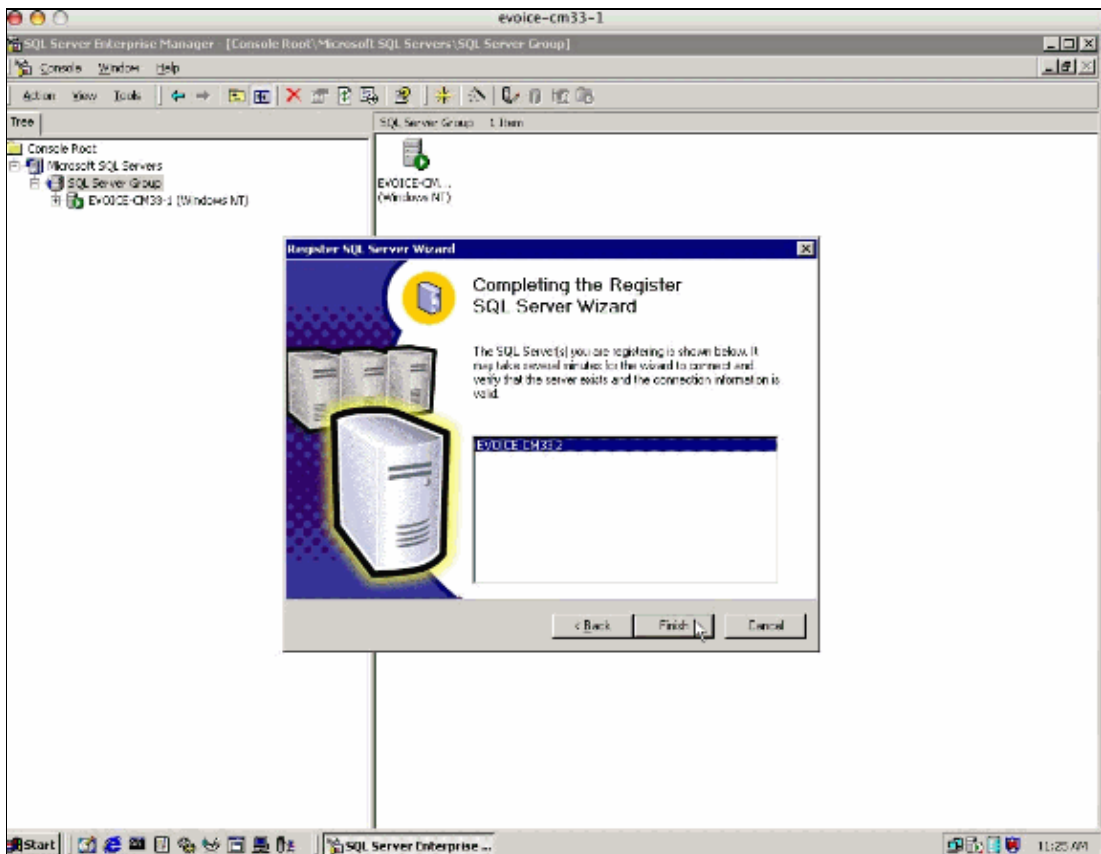 evoice-cm33-1
SQL Server Enterprise Manager - [Console Root\Microsoft SQL Servers\SQL Server Group]
Console Window Help
Action View Tools
Tree
SQL Server Group 1 Item
Console Root
Microsoft SQL Servers
SQL Server Group
EVOICE-CM33-1 (Windows NT)
EVOICE-CM...
(Windows NT)
Register SQL Server Wizard
Completing the Register
SQL Server Wizard
The SQL Server(s) you are registering is shown below. It
may take several minutes for the wizard to connect and
verify that the server exists and the connection information is
valid.
EVOICE-CM33-2
< Back Finish Cancel
Start SQL Server Enterprise ... 11:25 AM